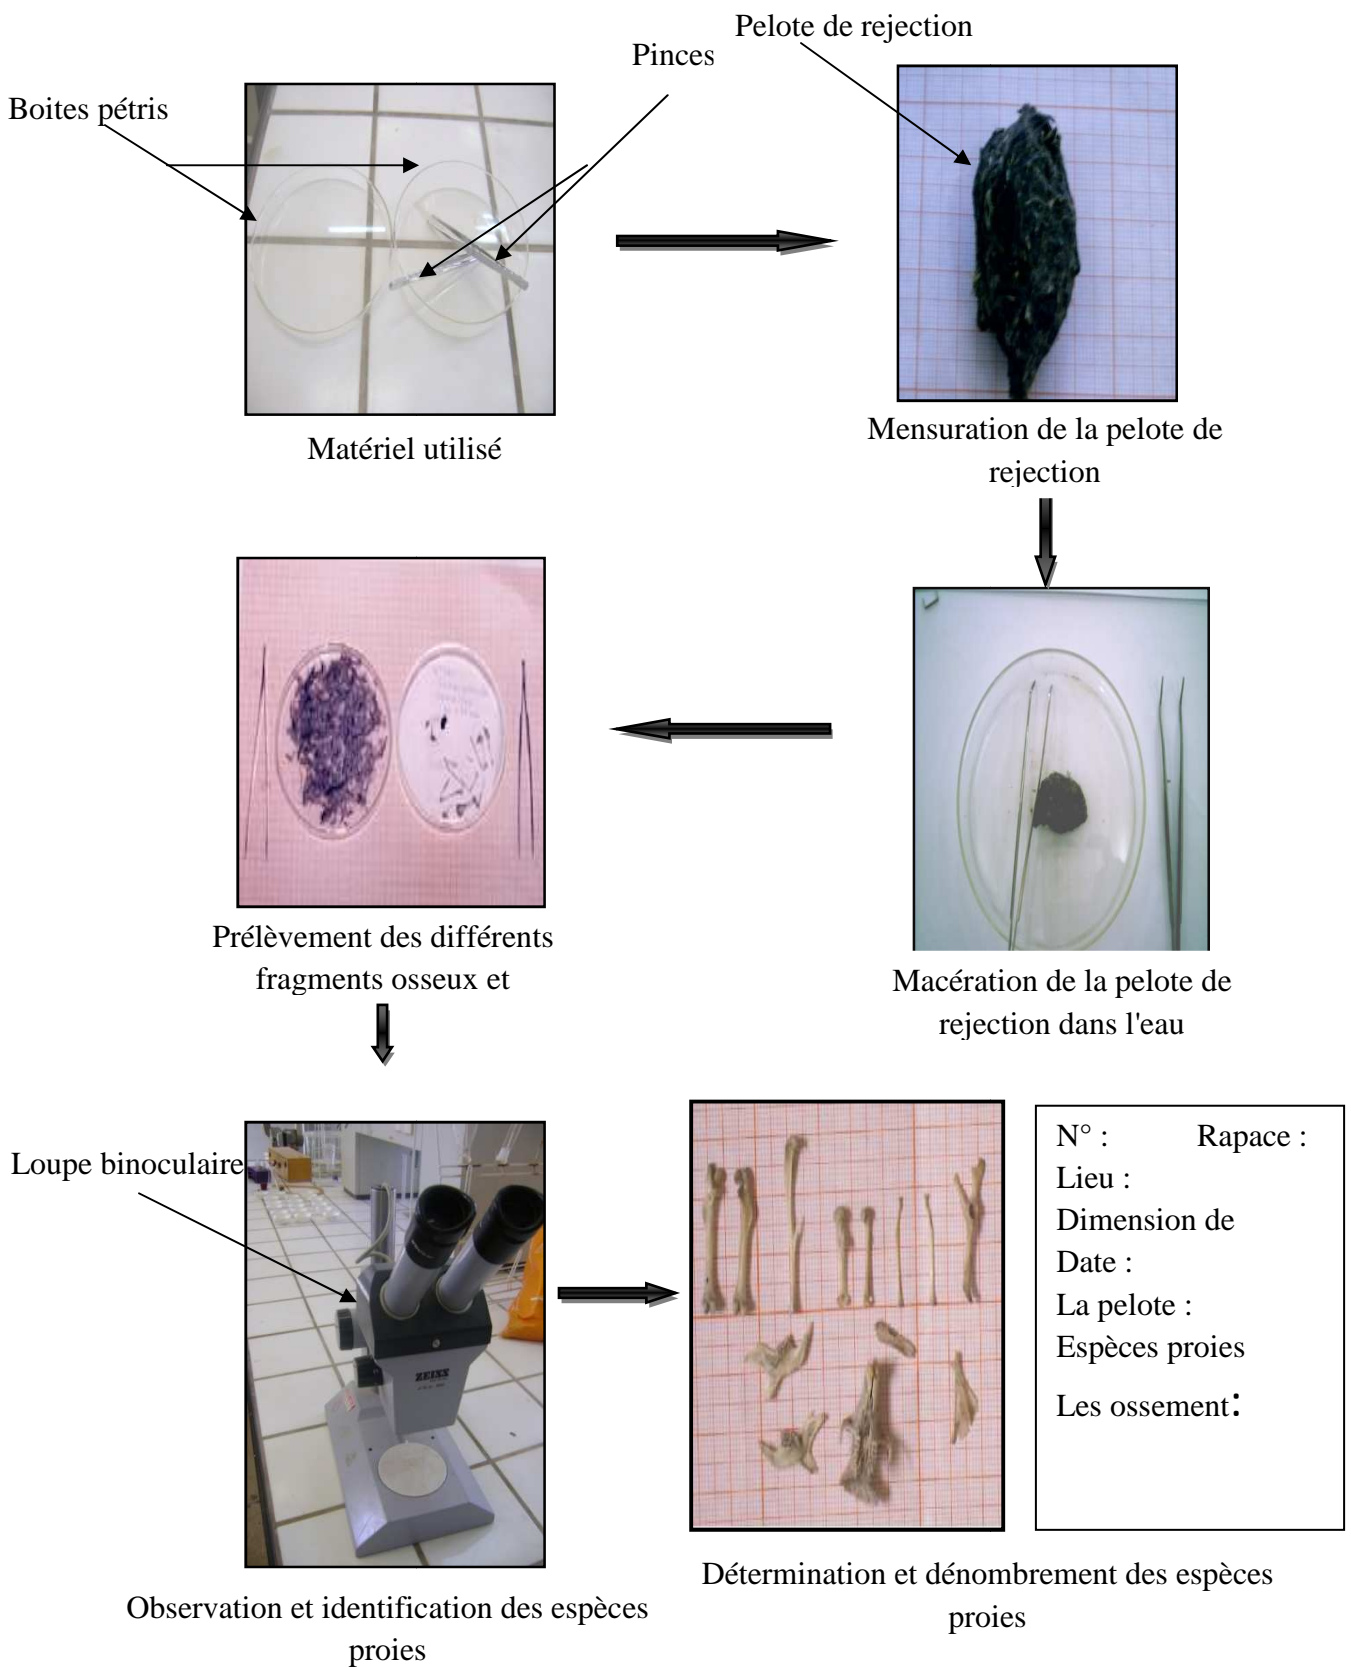 Pelote de rejection
Pinces
Boites pétris
Matériel utilisé
Mensuration de la pelote de
rejection
Prélèvement des différents
fragments osseux et
Macération de la pelote de
rejection dans l'eau
Loupe binoculaire
ZEISS
N° : Rapace :
Lieu :
Dimension de
Date :
La pelote :
Espèces proies
Les ossement:
Observation et identification des espèces
proies
Détermination et dénombrement des espèces
proies